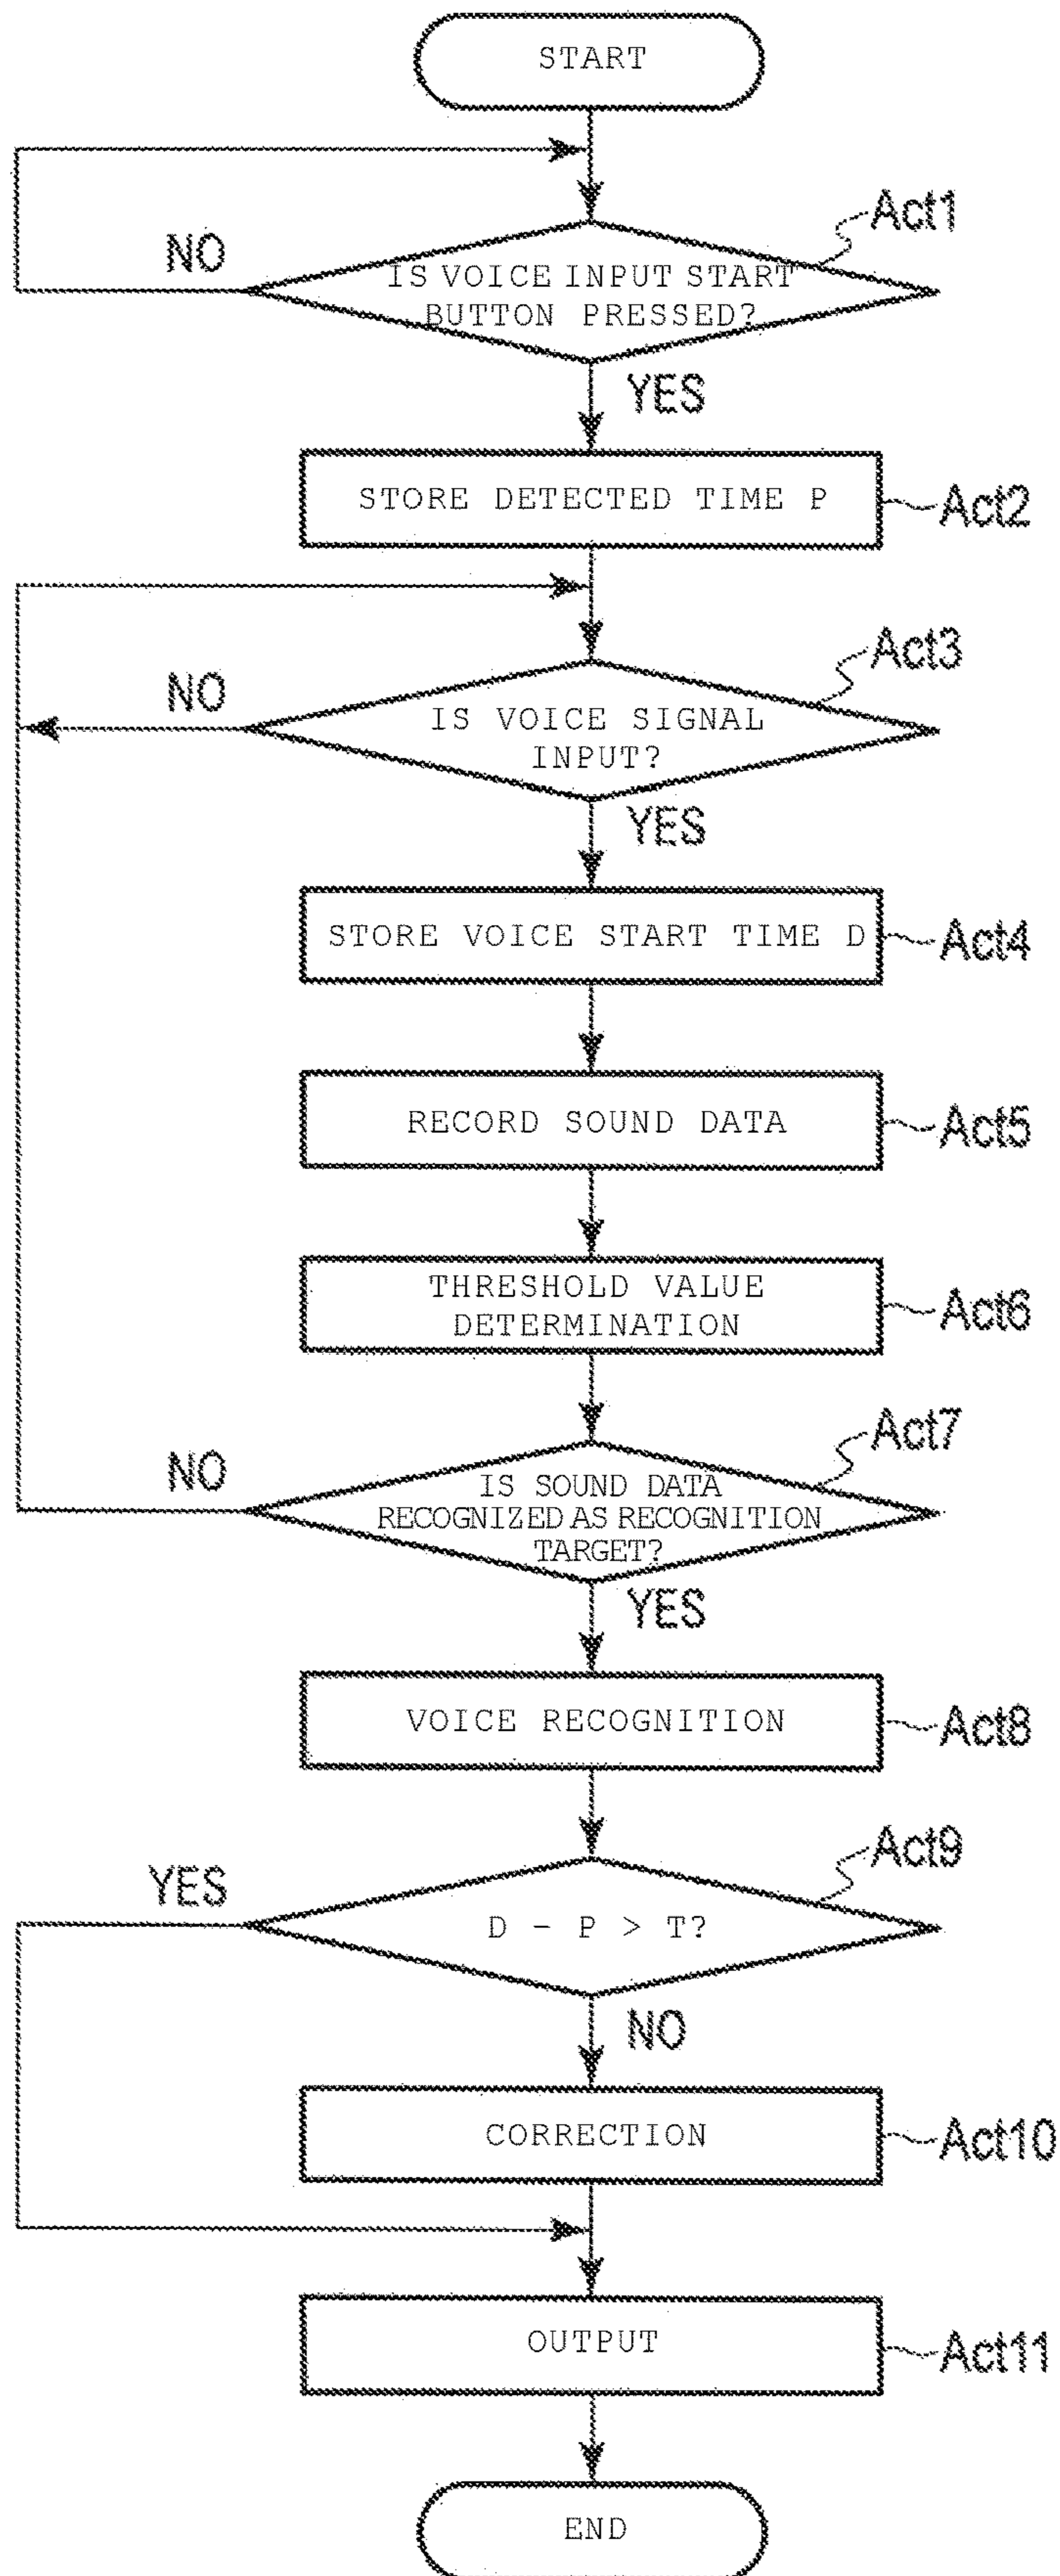 START
Act1
NO
IS VOICE INPUT START
BUTTON PRESSED?
YES
STORE DETECTED TIME P
Act2
Act3
NO
IS VOICE SIGNAL
INPUT?
YES
STORE VOICE START TIME D
Act4
RECORD SOUND DATA
Act5
THRESHOLD VALUE
DETERMINATION
Act6
Act7
NO
IS SOUND DATA
RECOGNIZED AS RECOGNITION
TARGET?
YES
VOICE RECOGNITION
Act8
Act9
YES
D - P > T?
NO
CORRECTION
Act10
OUTPUT
Act11
END